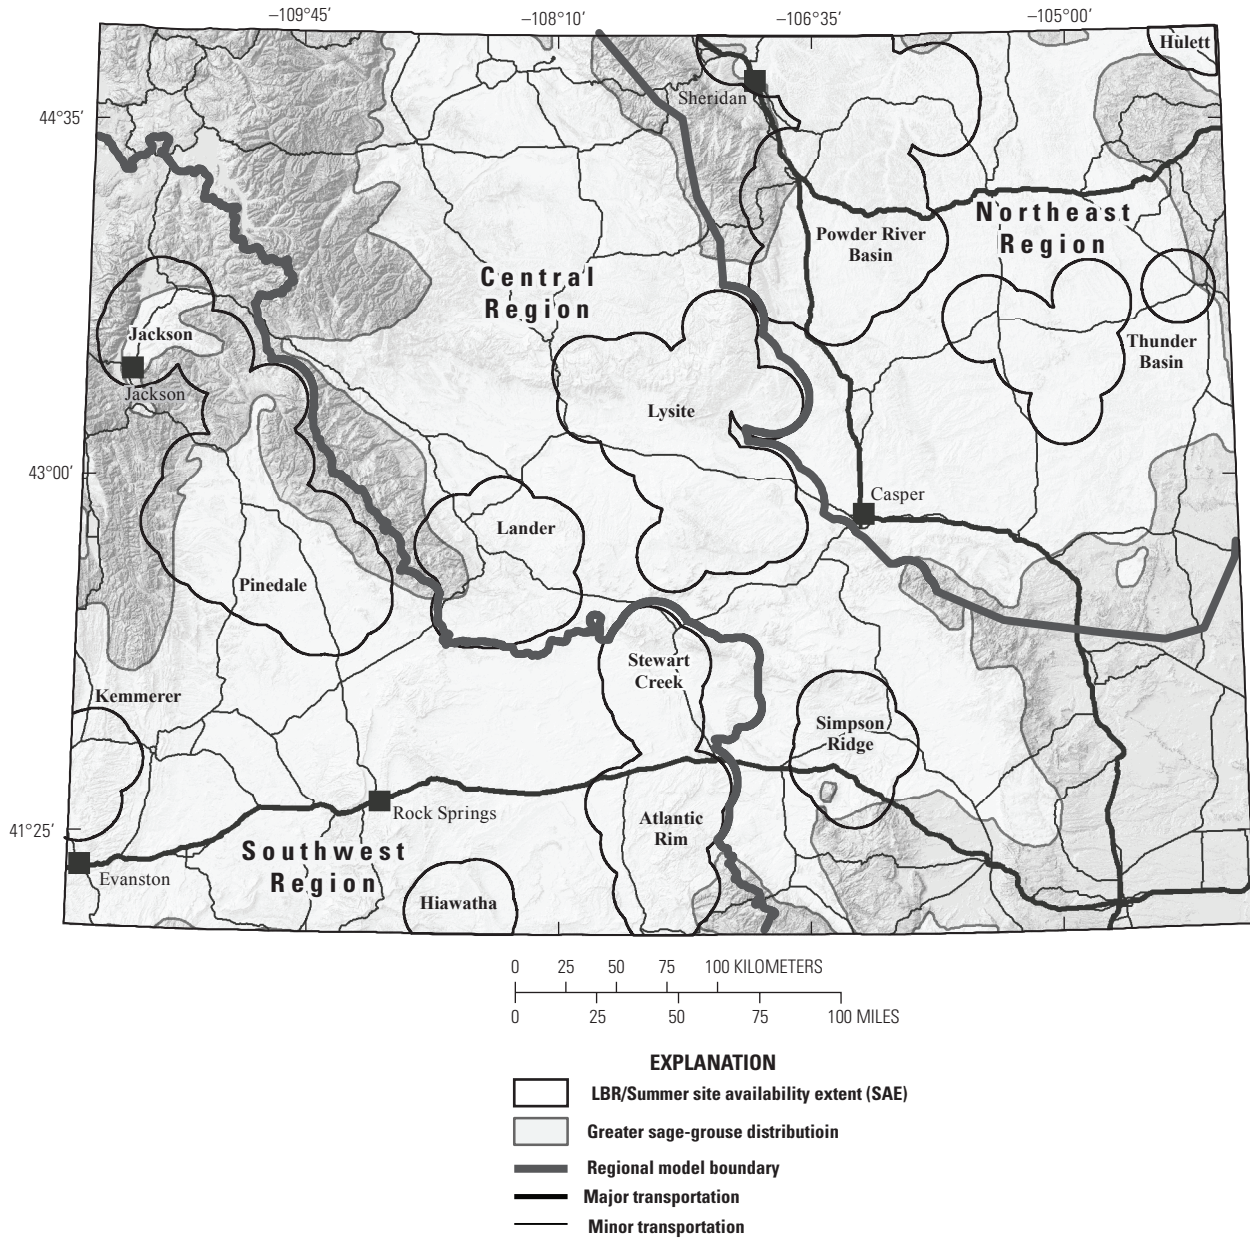 –109°45′
–108°10′
–106°35′
–105°00′
Hulett
Sheridan
44°35′
Northeast
Region
Powder River
Basin
Central
Region
Jackson
Jackson
Thunder
Basin
Lysite
43°00′
Casper
Lander
Pinedale
Stewart
Creek
Kemmerer
Simpson
Ridge
Rock Springs
Atlantic
Rim
41°25′
Southwest
Region
Evanston
Hiawatha
0 25 50 75 100 KILOMETERS
0 25 50 75 100 MILES
EXPLANATION
LBR/Summer site availability extent (SAE)
Greater sage-grouse distributioin
Regional model boundary
Major transportation
Minor transportation